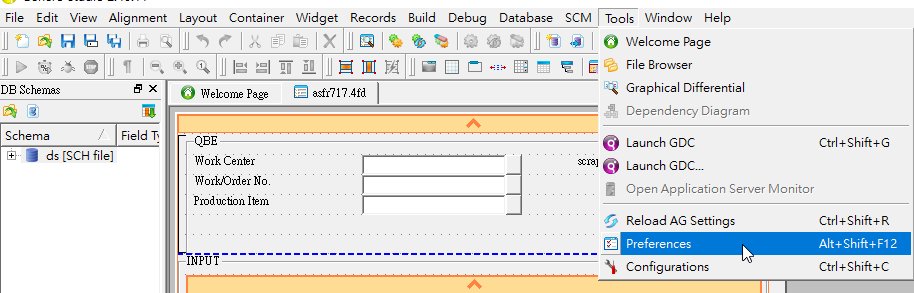 File Edit View Alignment Layout Container Widget Records Build Debug Database SCM Tools Window Help
Welcome Page
File Browser
Graphical Differential
Dependency Diagram
Launch GDC Ctrl+Shift+G
Launch GDC...
Open Application Server Monitor
Reload AG Settings Ctrl+Shift+R
Preferences Alt+Shift+F12
Configurations Ctrl+Shift+C
DB Schemas
Schema Field
ds [SCH file]
Welcome Page asfr717.4fd
QBE
Work Center scrap
Work/Order No.
Production Item
INPUT